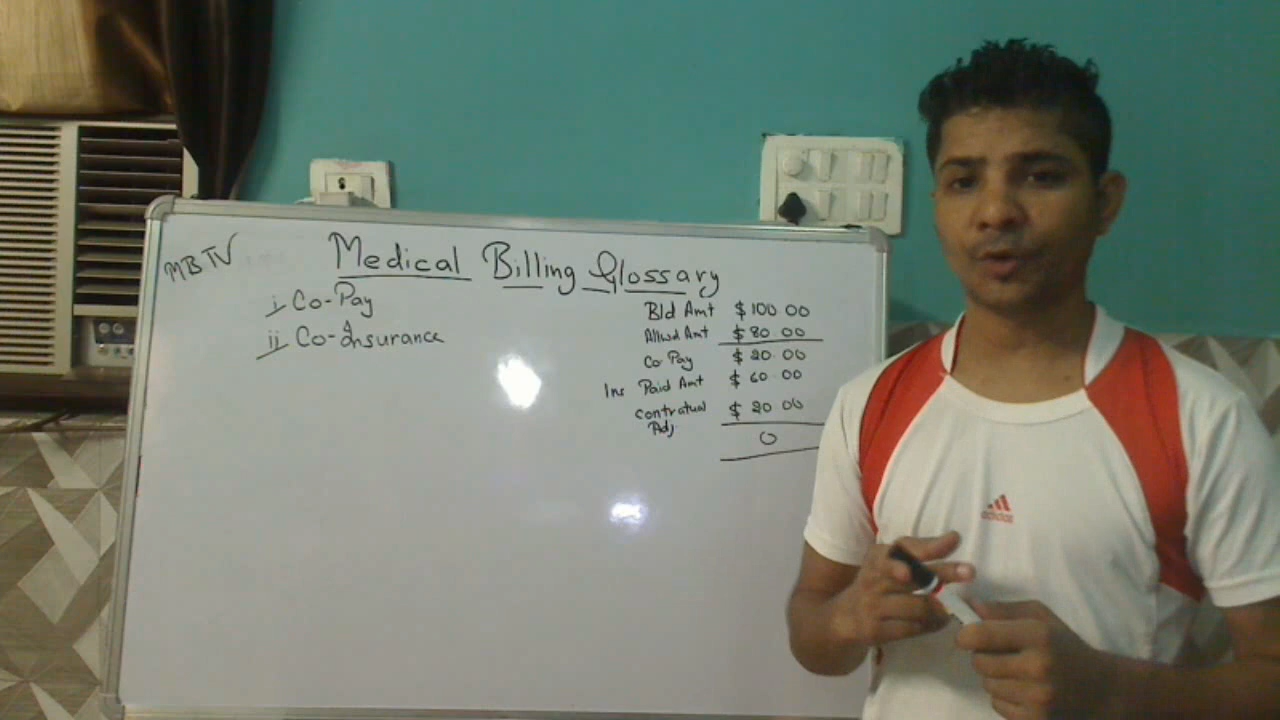 MBTV
Medical Billing Glossary
i) Co-Pay
ii) Co-Insurance
Bld Amt $100.00
Allwd Amt $80.00
Co Pay $20.00
Ins Paid Amt $60.00
Contratual $20.00
Adj
0
adidas